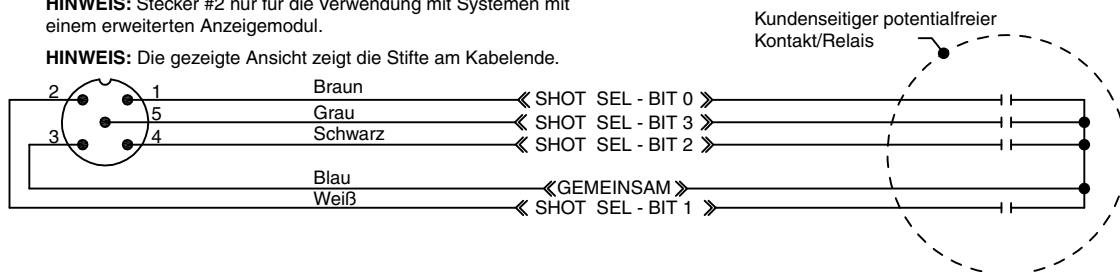 HINWEIS: Stecker #2 nur für die Verwendung mit Systemen mit
einem erweiterten Anzeigemodul.
HINWEIS: Die gezeigte Ansicht zeigt die Stifte am Kabelende.
Kundenseitiger potentialfreier
Kontakt/Relais
2 1 Braun SHOT SEL - BIT 0
5 Grau SHOT SEL - BIT 3
3 4 Schwarz SHOT SEL - BIT 2
Blau GEMEINSAM
Weiß SHOT SEL - BIT 1